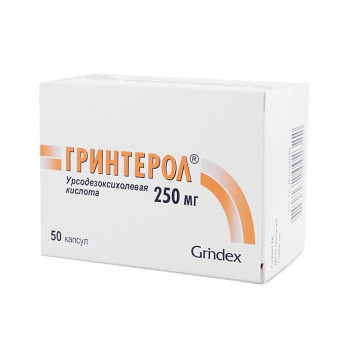 ГРИНТЕРОЛ®
Урсодезоксихолевая
кислота
250 мг
50 капсул
Grindex